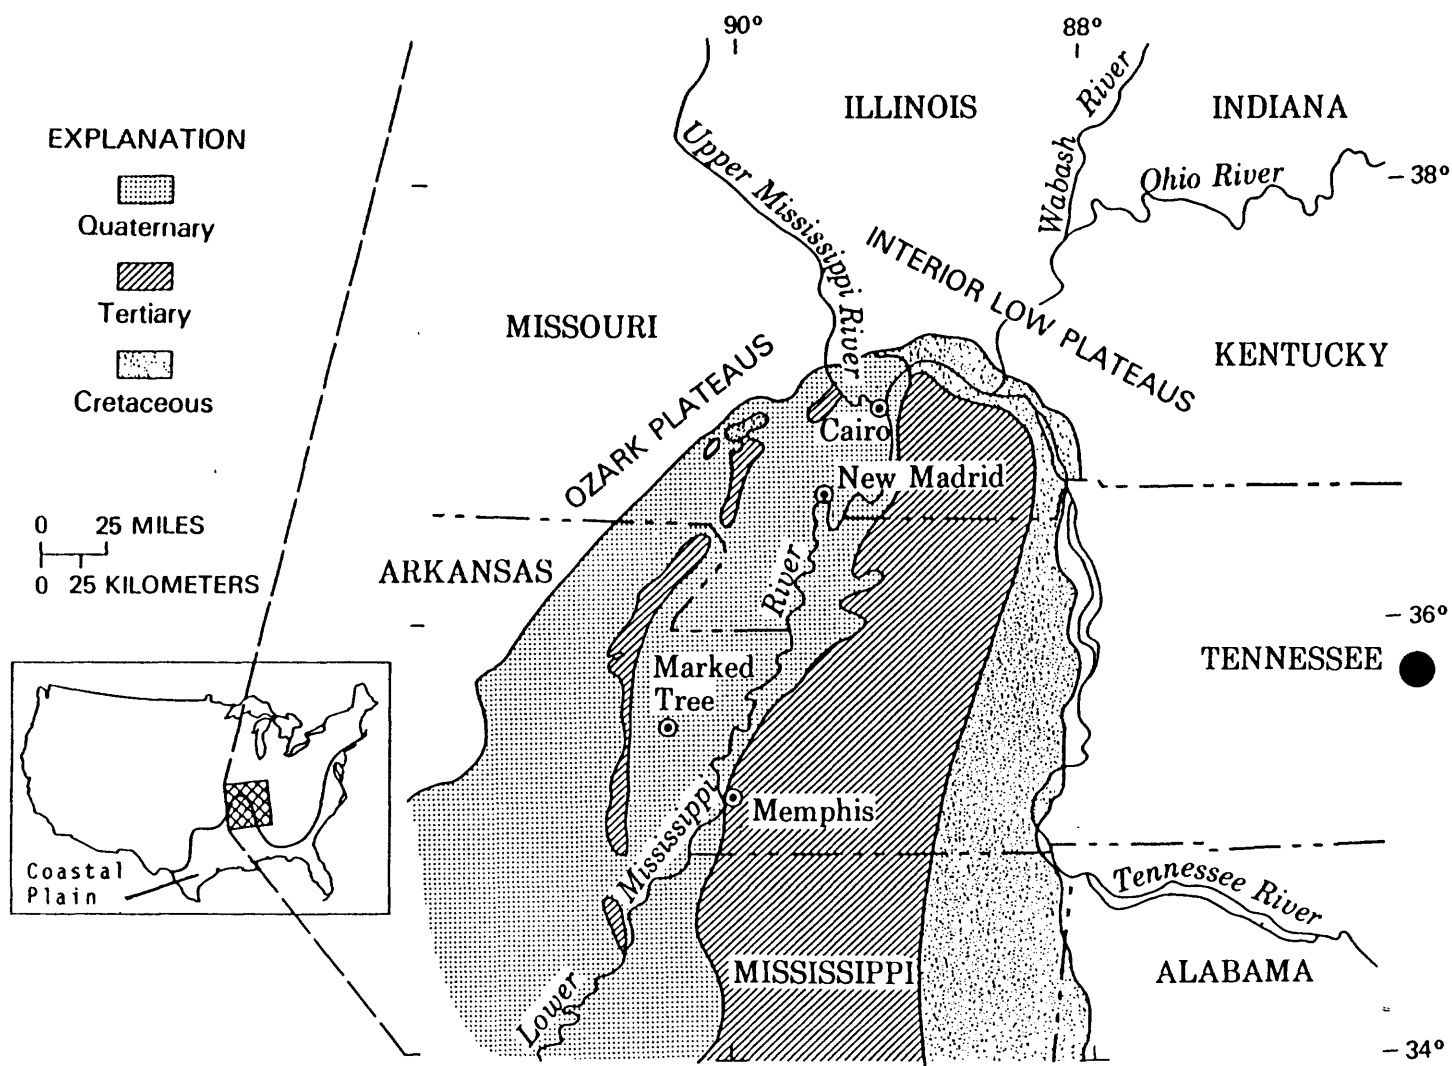 90°
88°
ILLINOIS
INDIANA
Wabash River
Ohio River
38°
Upper Mississippi River
EXPLANATION
Quaternary
Tertiary
Cretaceous
INTERIOR LOW PLATEAUS
MISSOURI
KENTUCKY
OZARK PLATEAUS
Cairo
New Madrid
0 25 MILES
0 25 KILOMETERS
ARKANSAS
River
36°
TENNESSEE
Marked
Tree
Mississippi
Memphis
Coastal
Plain
Tennessee River
MISSISSIPPI
ALABAMA
Lower
34°